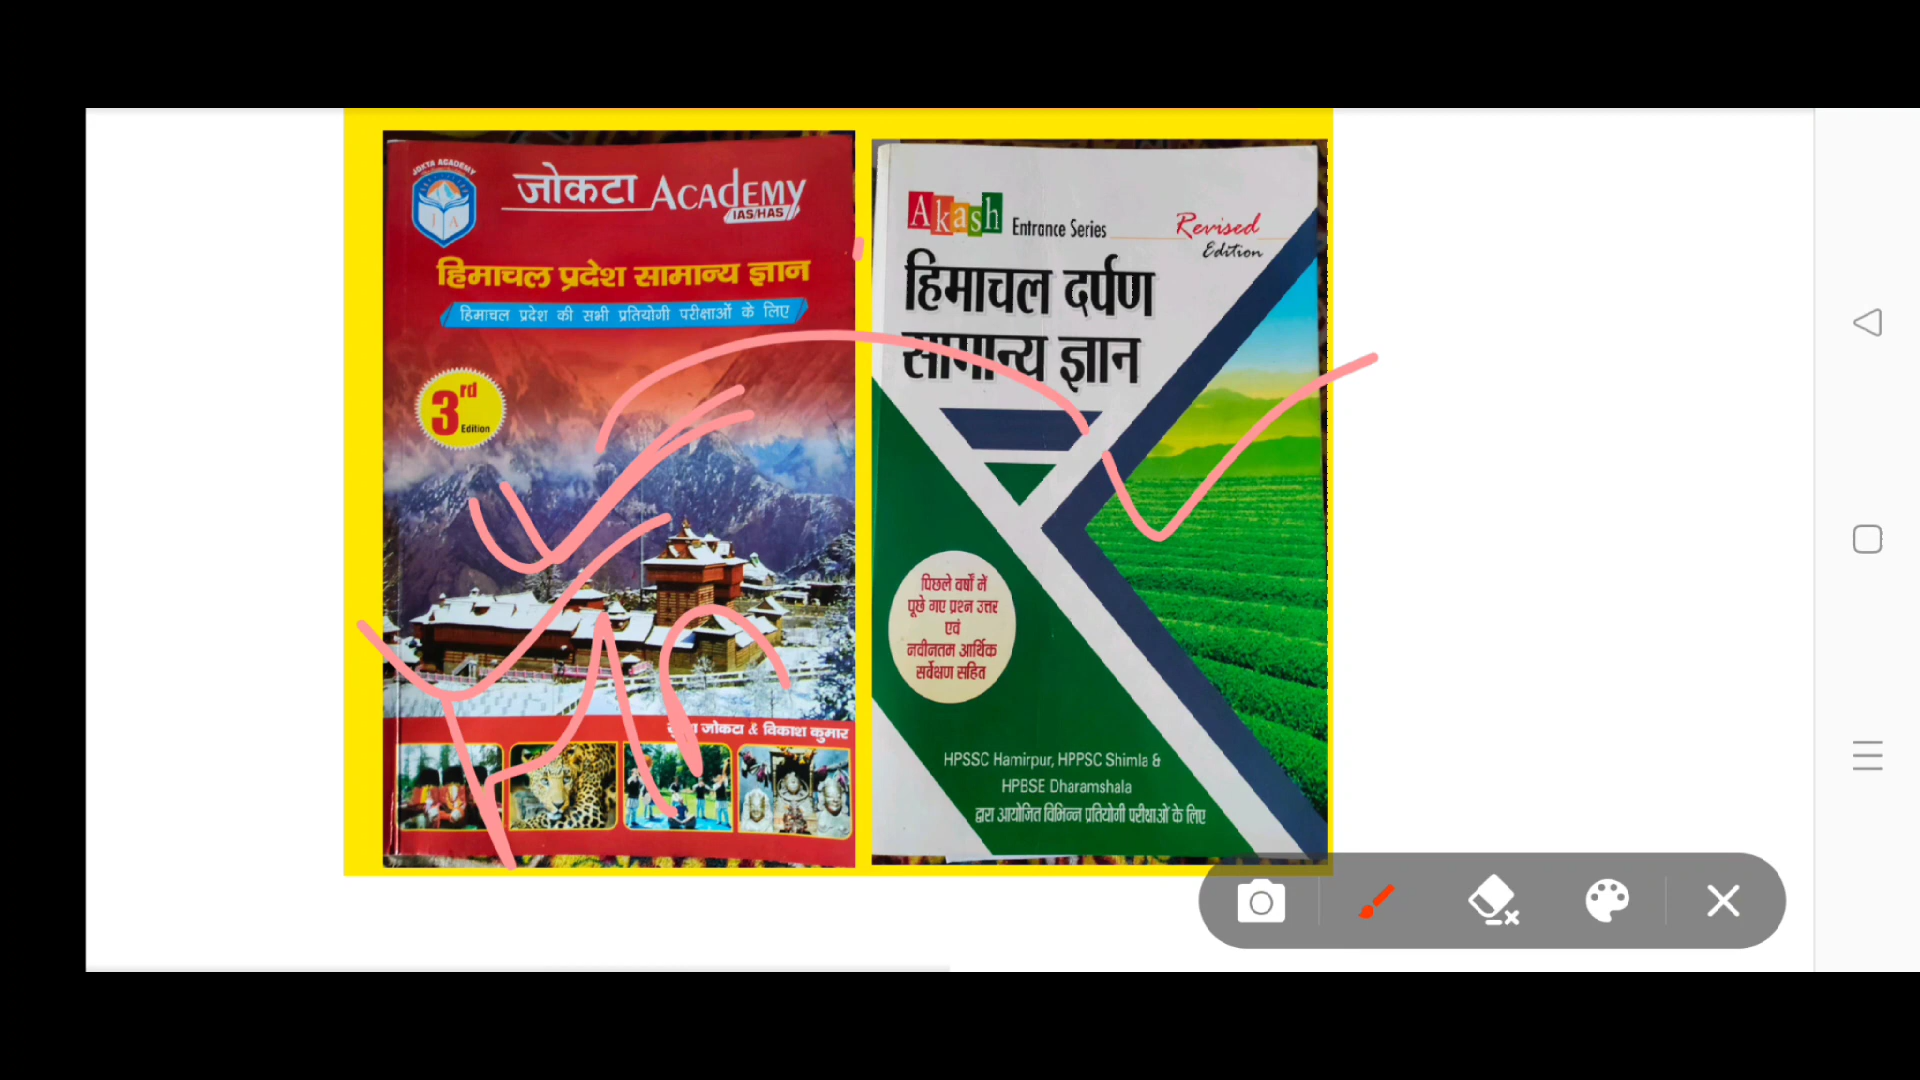 JOKTA ACADEMY
I A
जोकटा ACADEMY
IAS/HAS
हिमाचल प्रदेश सामान्य ज्ञान
हिमाचल प्रदेश की सभी प्रतियोगी परीक्षाओं के लिए
3rd
Edition
जोकटा & विकाश कुमार
Akash Entrance Series
Revised
Edition
हिमाचल दर्पण
सामान्य ज्ञान
पिछले वर्षों में
पूछे गए प्रश्न उत्तर
एवं
नवीनतम आर्थिक
सर्वेक्षण सहित
HPSSC Hamirpur, HPPSC Shimla &
HPBSE Dharamshala
द्वारा आयोजित विभिन्न प्रतियोगी परीक्षाओं के लिए